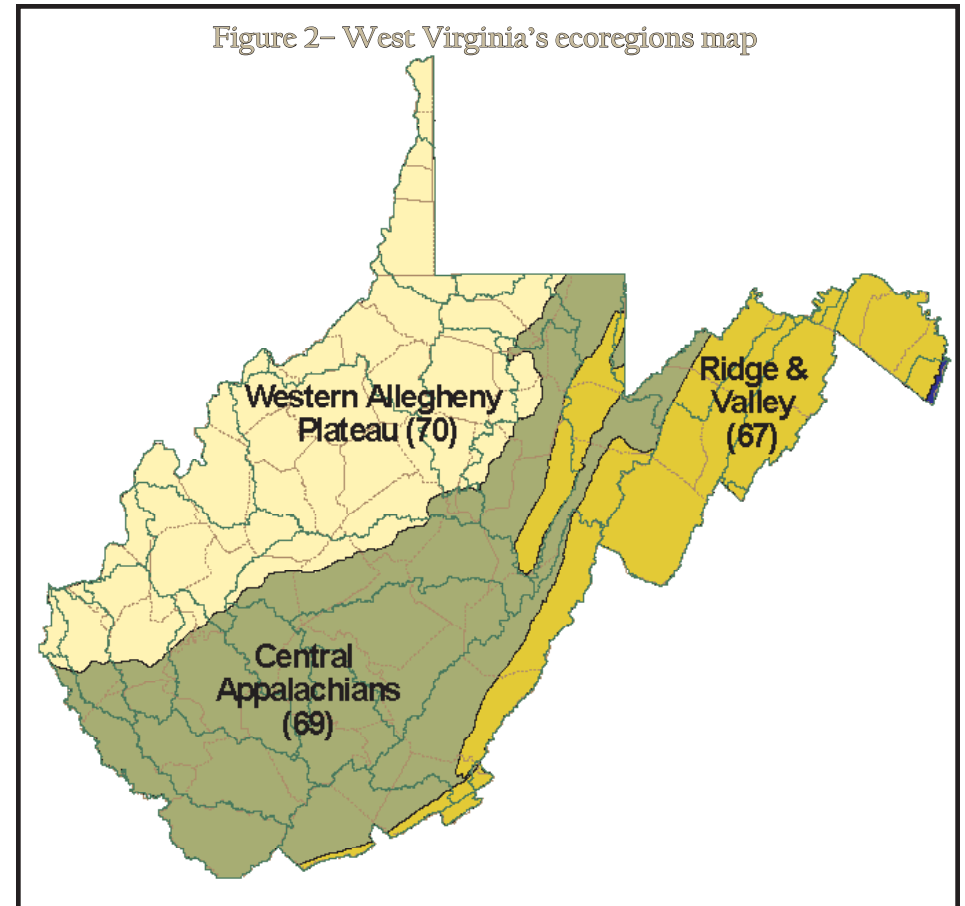 Figure 2– West Virginia's ecoregions map
Ridge &
Valley
(67)
Western Allegheny
Plateau (70)
Central
Appalachians
(69)